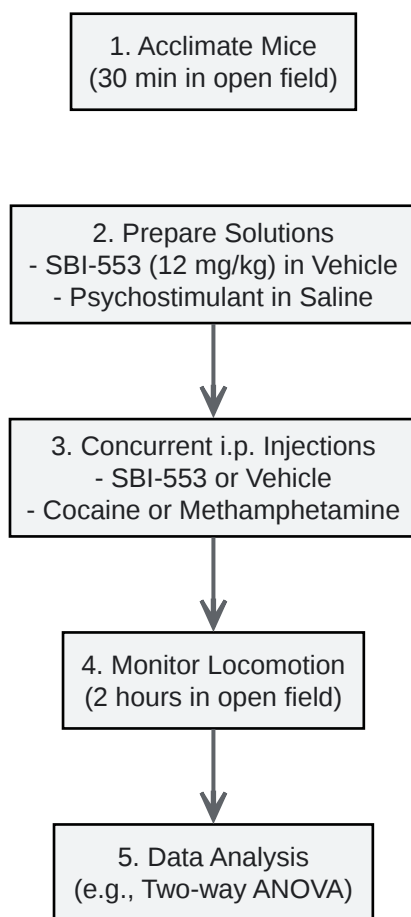 1. Acclimate Mice
(30 min in open field)
2. Prepare Solutions
- SBI-553 (12 mg/kg) in Vehicle
- Psychostimulant in Saline
3. Concurrent i.p. Injections
- SBI-553 or Vehicle
- Cocaine or Methamphetamine
4. Monitor Locomotion
(2 hours in open field)
5. Data Analysis
(e.g., Two-way ANOVA)